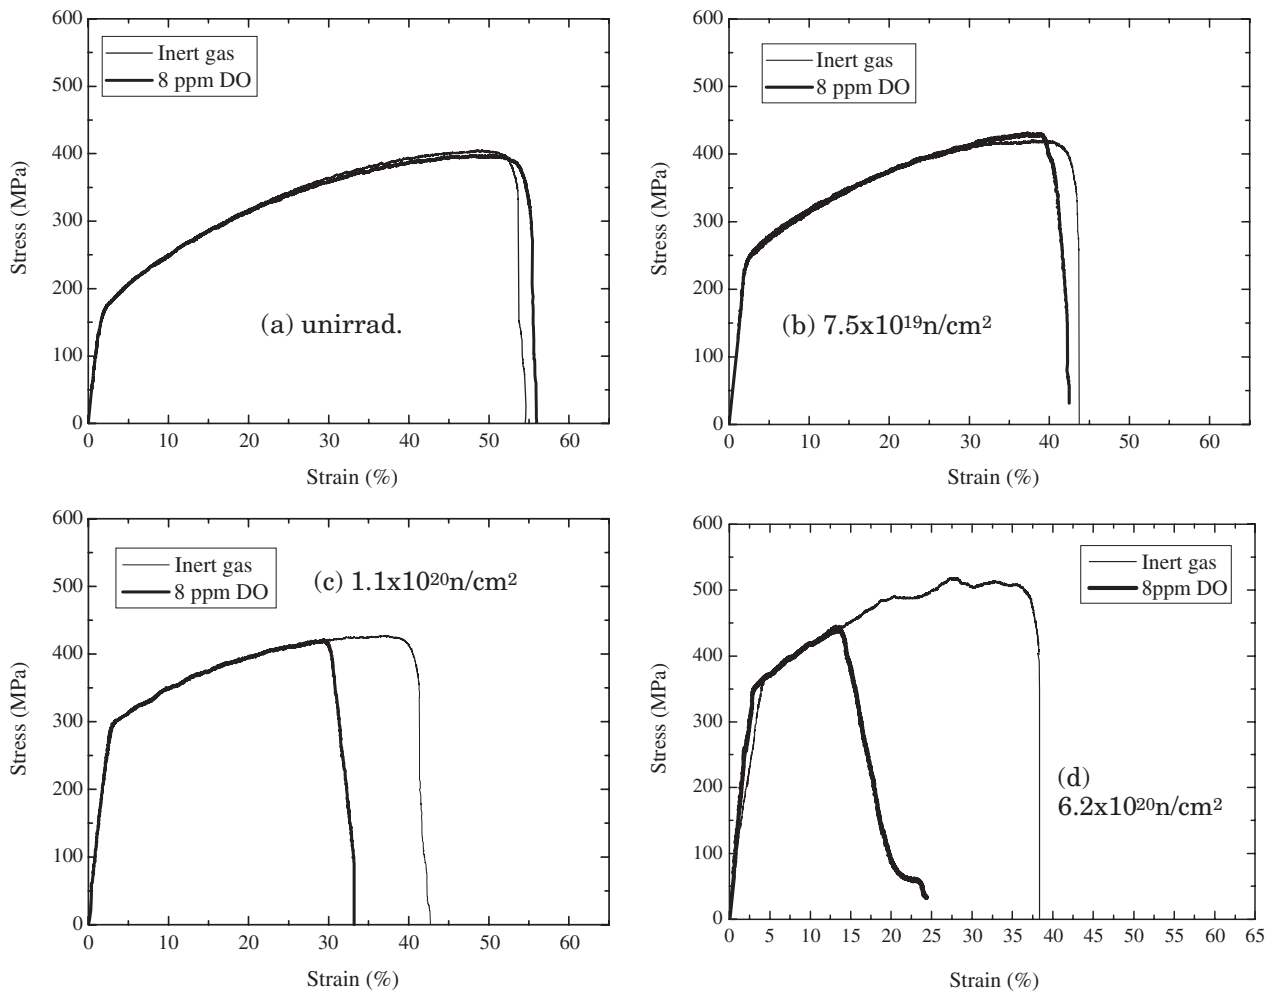 600
500
400
300
200
100
0
Stress (MPa)
Inert gas
8 ppm DO
(a) unirrad.
0 10 20 30 40 50 60
Strain (%)
600
500
400
300
200
100
0
Stress (MPa)
Inert gas
8 ppm DO
(b) 7.5x10¹⁹n/cm²
0 10 20 30 40 50 60
Strain (%)
600
500
400
300
200
100
0
Stress (MPa)
Inert gas
8 ppm DO
(c) 1.1x10²⁰n/cm²
0 10 20 30 40 50 60
Strain (%)
600
500
400
300
200
100
0
Stress (MPa)
Inert gas
8ppm DO
(d)
6.2x10²⁰n/cm²
0 5 10 15 20 25 30 35 40 45 50 55 60 65
Strain (%)